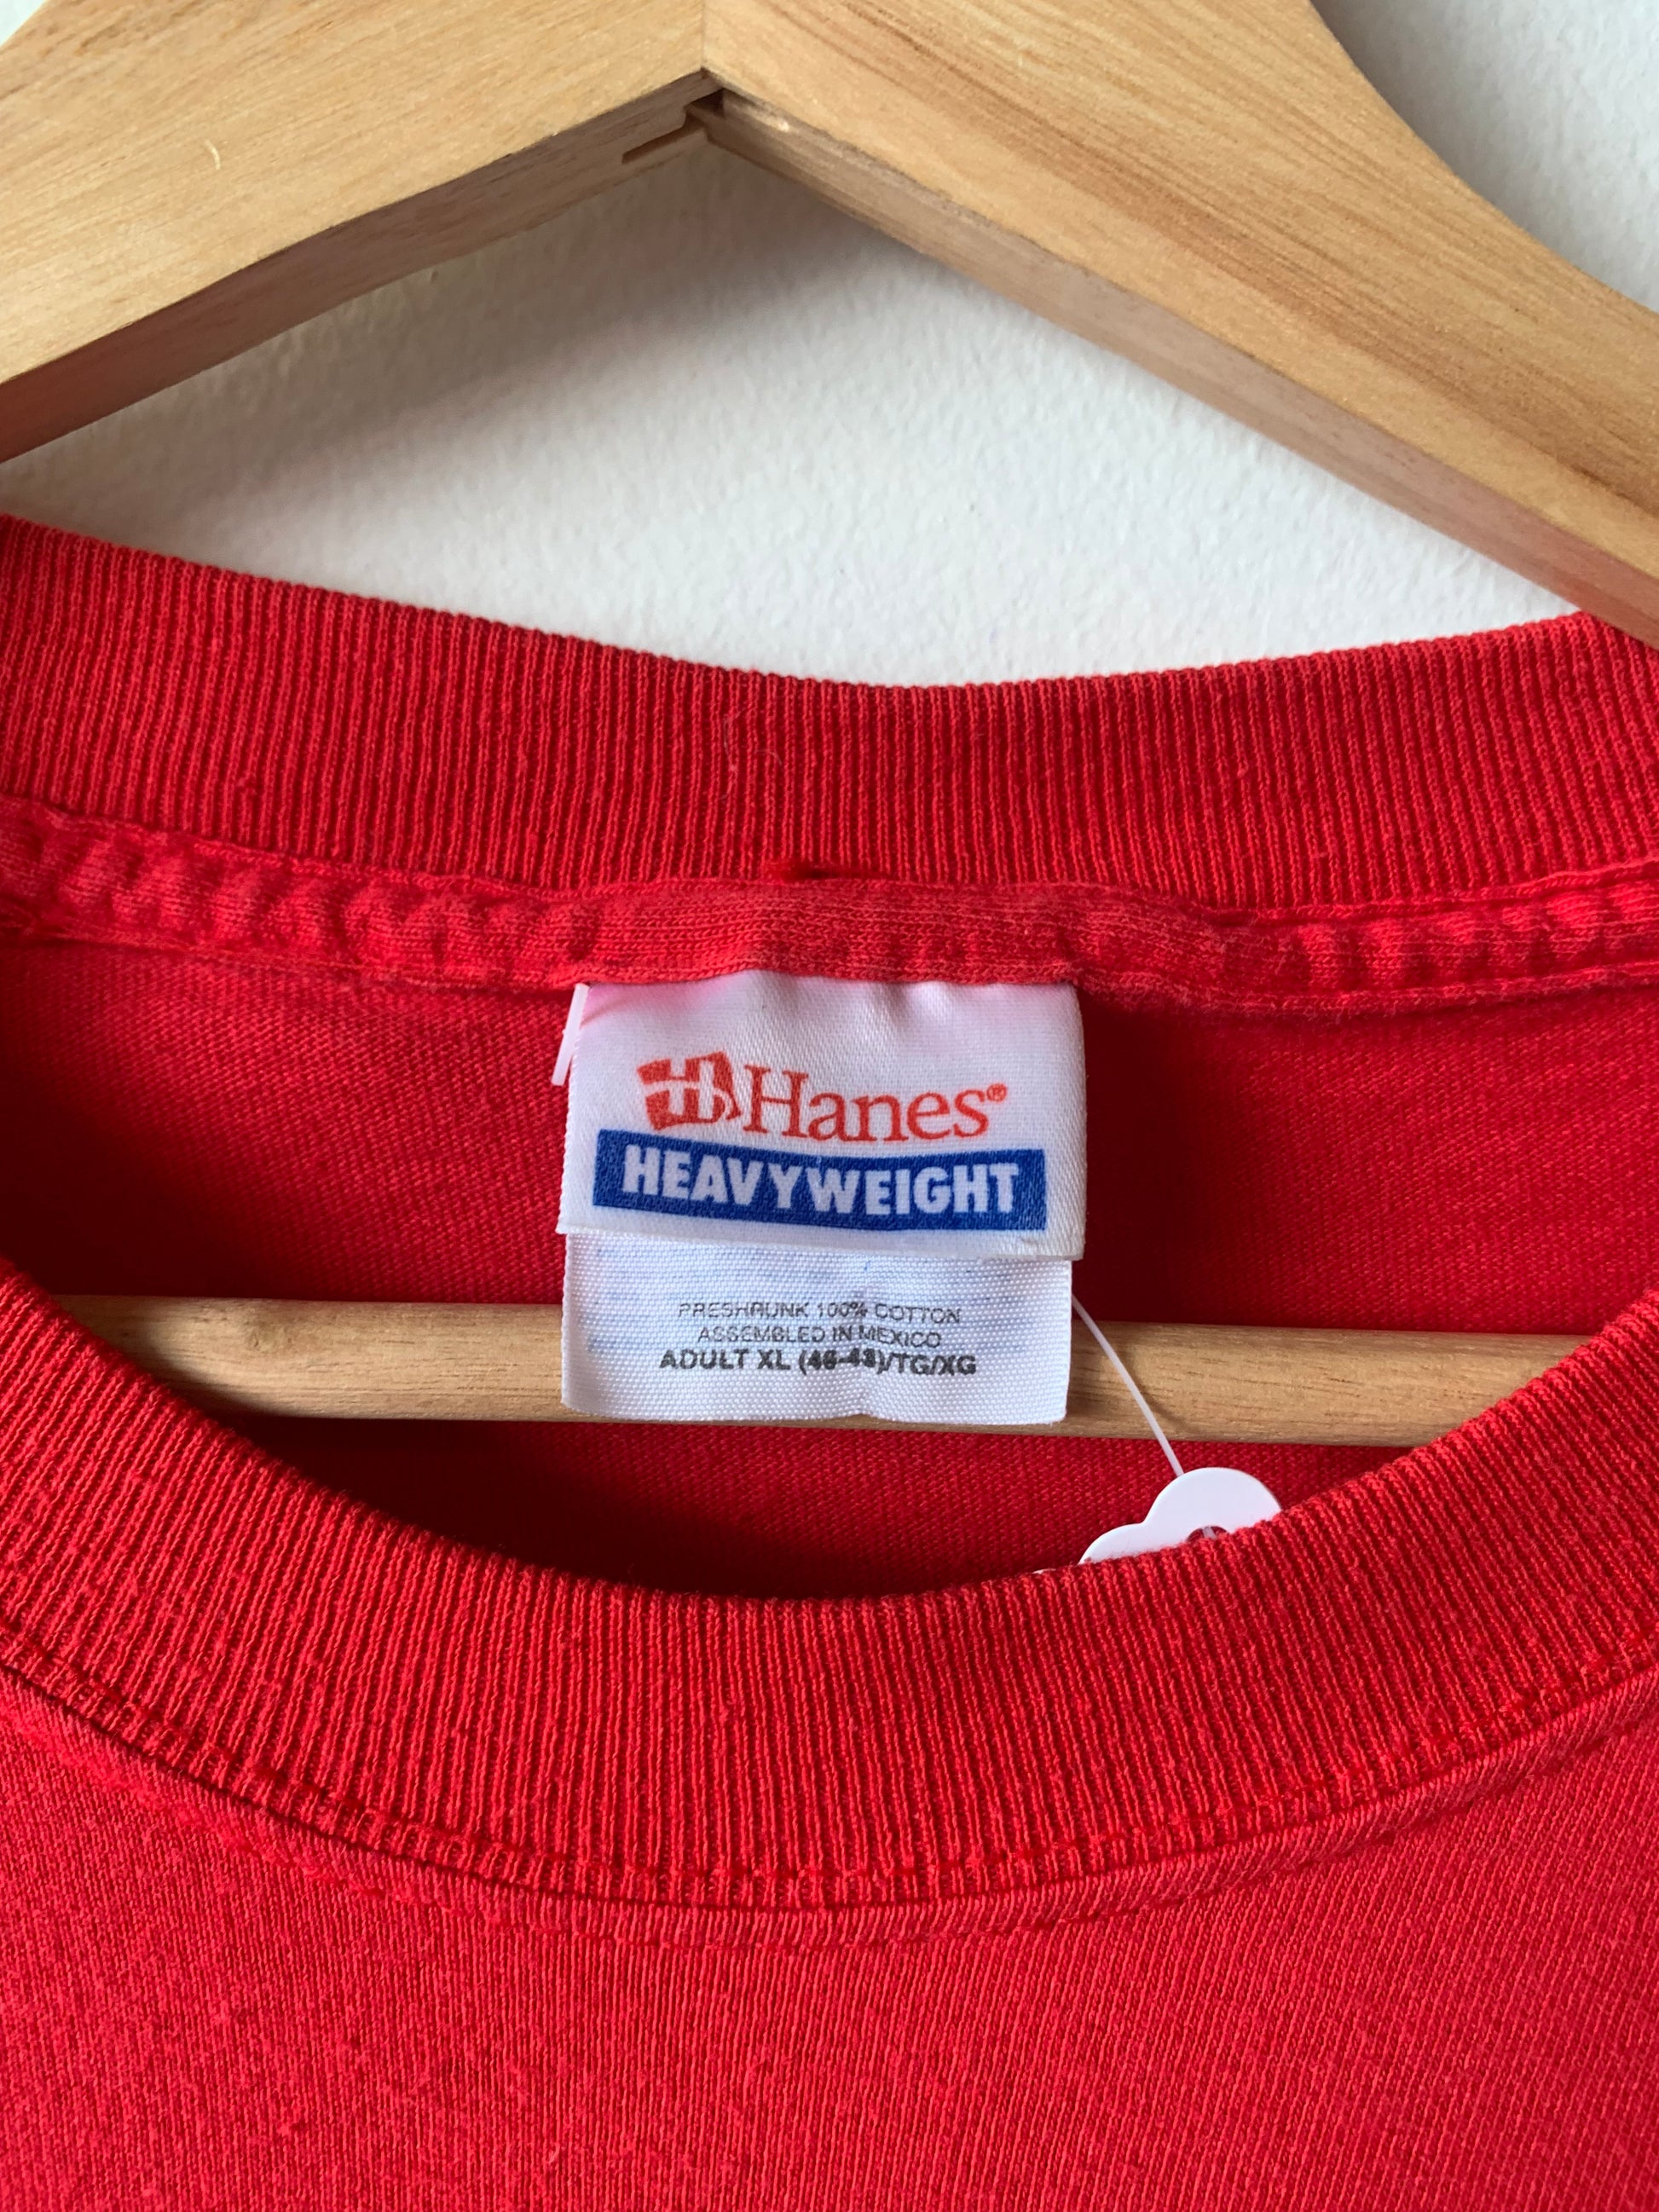 Hanes®
HEAVYWEIGHT
PRESHRUNK 100% COTTON
ASSEMBLED IN MEXICO
ADULT XL (46-48)/TG/XG